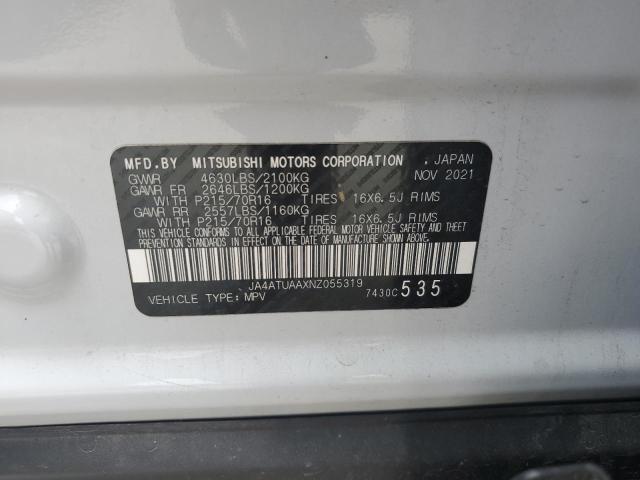 MFD.BY MITSUBISHI MOTORS CORPORATION . JAPAN
GVWR 4630LBS/2100KG NOV 2021
GAWR FR 2646LBS/1200KG
WITH P215/70R16 TIRES 16X6.5J RIMS
GAWR RR 2557LBS/1160KG
WITH P215/70R16 TIRES 16X6.5J RIMS
THIS VEHICLE CONFORMS TO ALL APPLICABLE FEDERAL MOTOR VEHICLE SAFETY AND THEFT
PREVENTION STANDARDS IN EFFECT ON THE DATE OF MANUFACTURE SHOWN ABOVE.
JA4ATUAAXNZ055319
VEHICLE TYPE: MPV 7430C 535